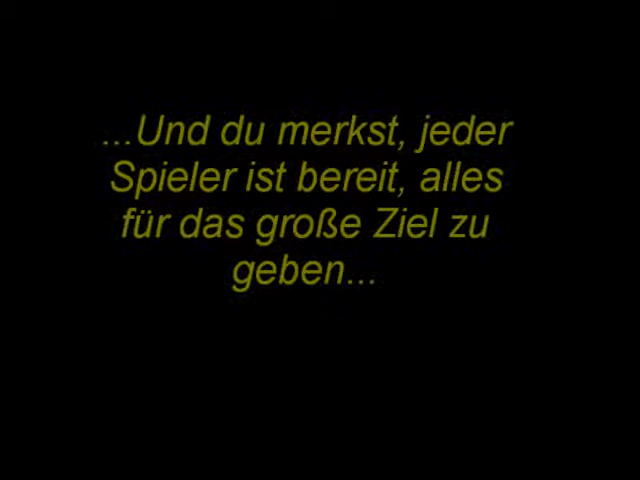 ...Und du merkst, jeder
Spieler ist bereit, alles
für das große Ziel zu
geben...